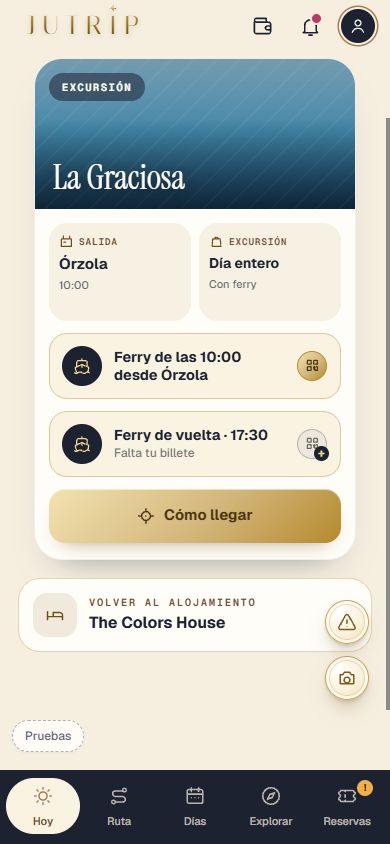 JUTRIP
EXCURSIÓN
La Graciosa
SALIDA
Órzola
10:00
EXCURSIÓN
Día entero
Con ferry
Ferry de las 10:00
desde Órzola
Ferry de vuelta · 17:30
Falta tu billete
Cómo llegar
VOLVER AL ALOJAMIENTO
The Colors House
Pruebas
!
Hoy
Ruta
Días
Explorar
Reservas